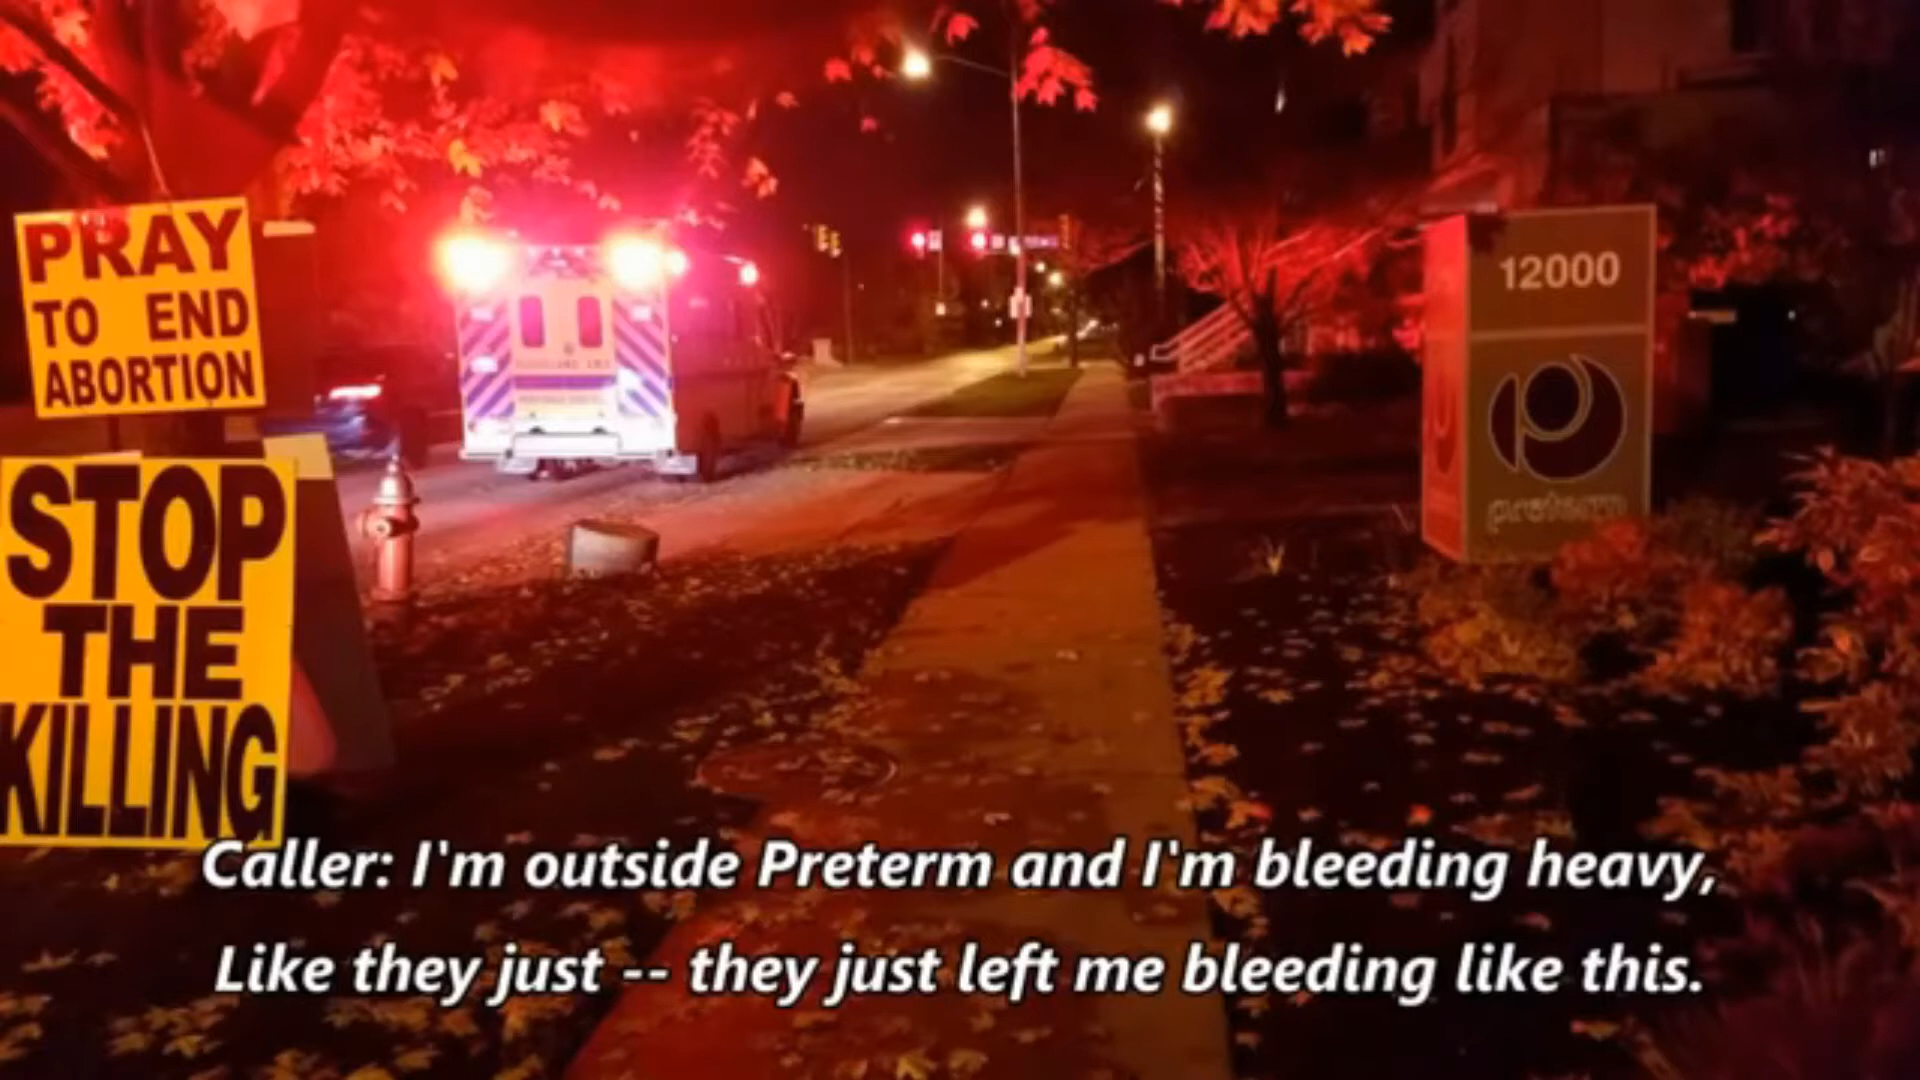 PRAY
TO END
ABORTION
STOP
THE
KILLING
12000
preterm
Caller: I'm outside Preterm and I'm bleeding heavy,
Like they just -- they just left me bleeding like this.